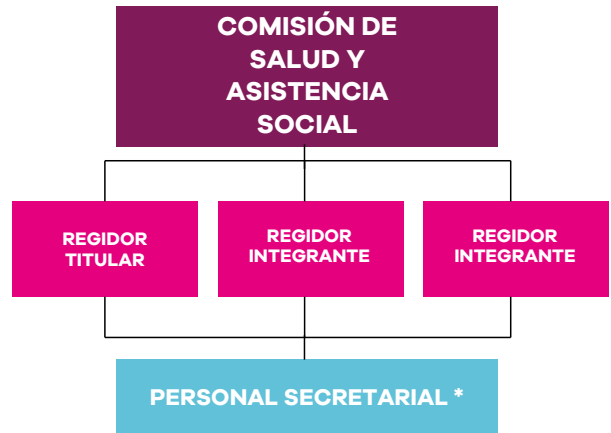 COMISIÓN DE
SALUD Y
ASISTENCIA
SOCIAL
REGIDOR
TITULAR
REGIDOR
INTEGRANTE
REGIDOR
INTEGRANTE
PERSONAL SECRETARIAL *